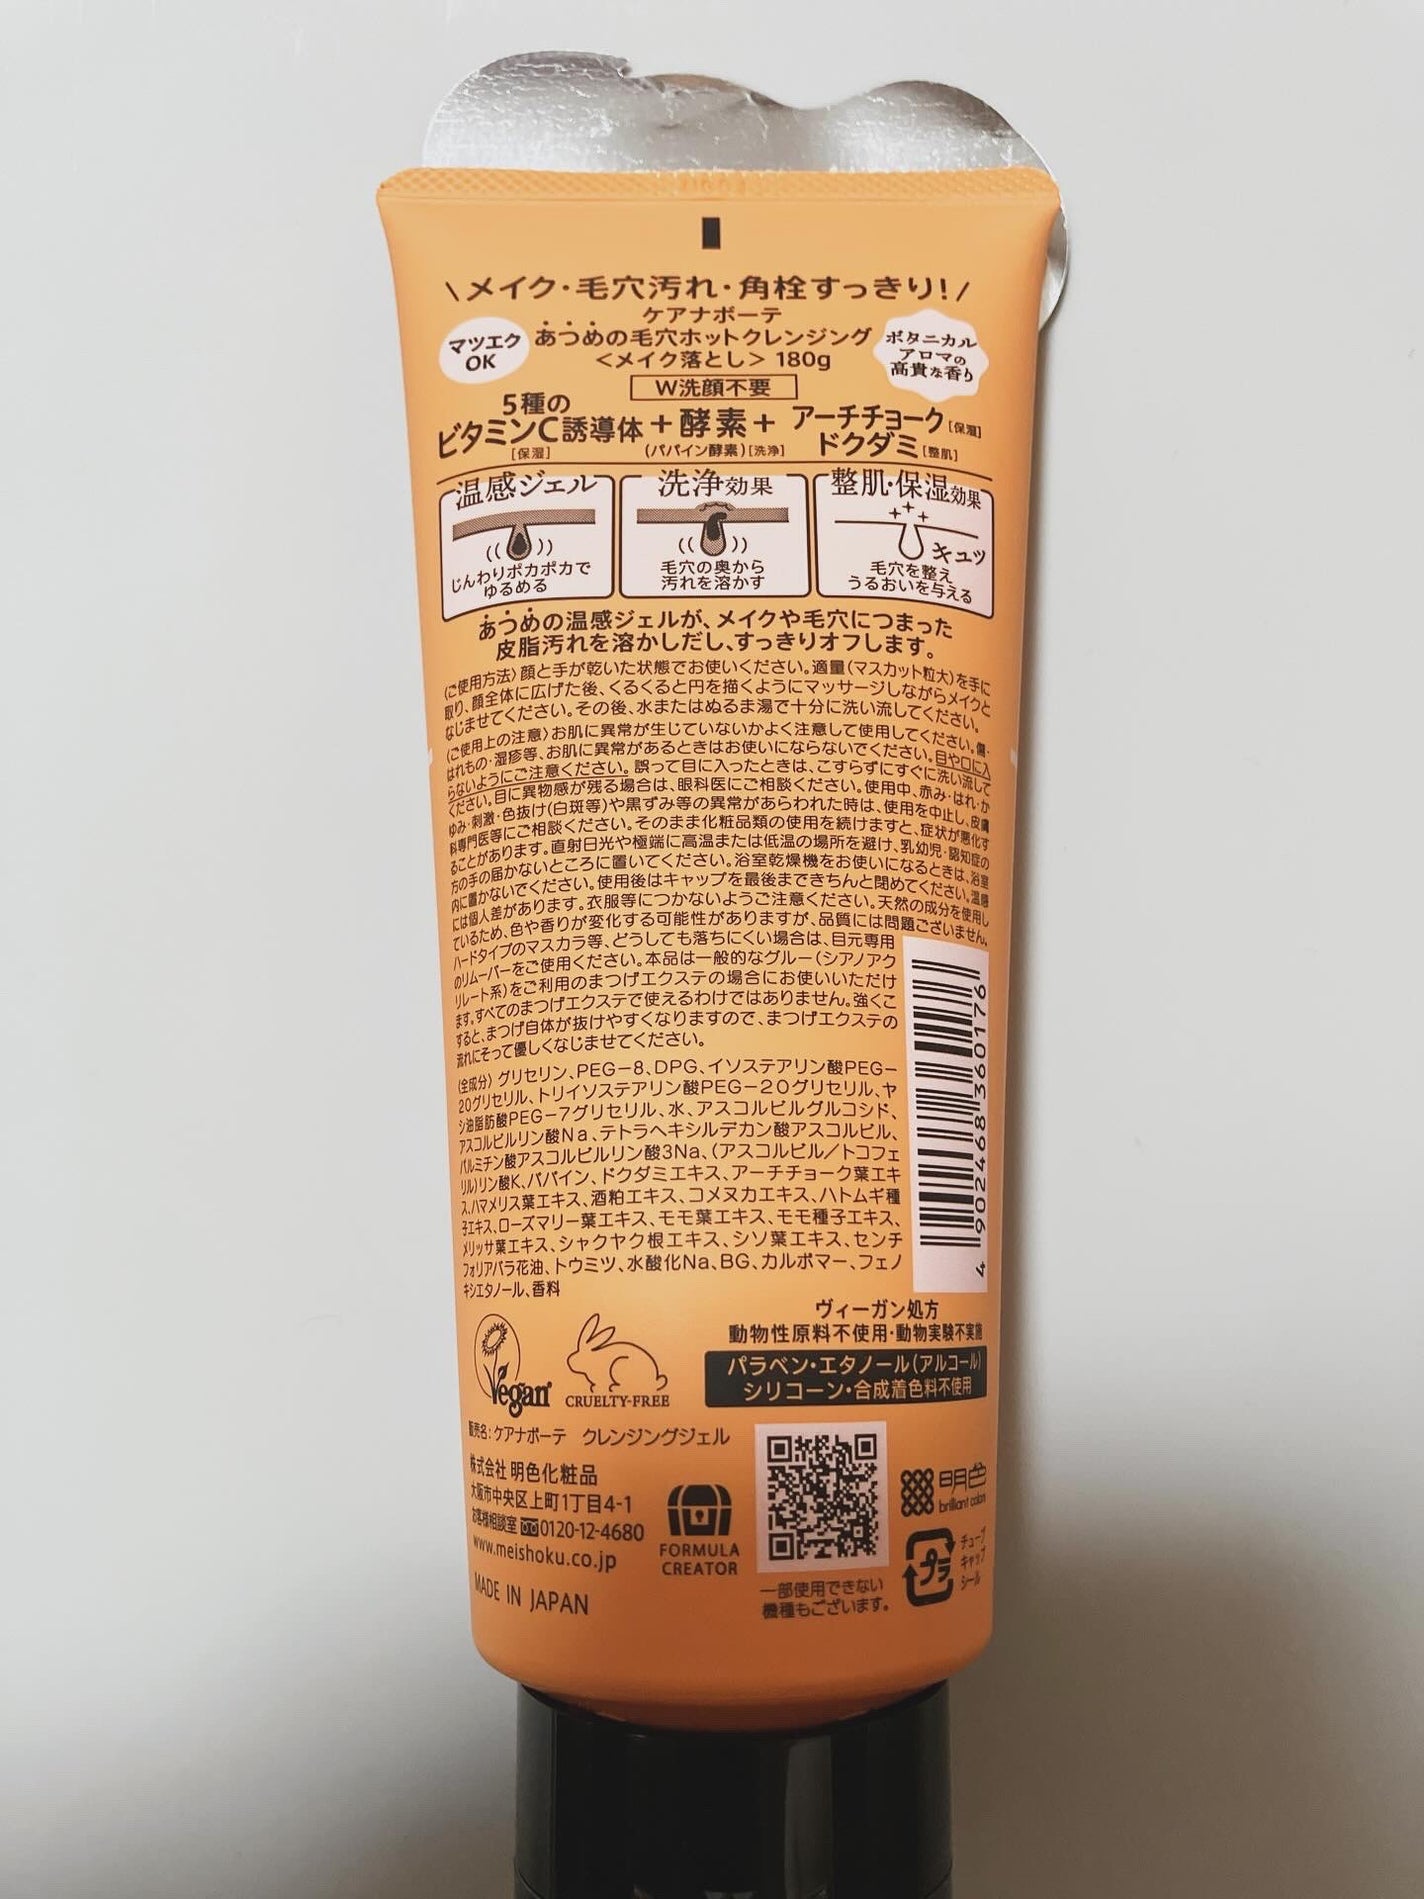 \メイク・毛穴汚れ・角栓すっきり!/
ケアナボーテ
マツエク
OK
あつめの毛穴ホットクレンジング
<メイク落とし> 180g
ボタニカル
アロマの
高貴な香り
W洗顔不要
5種の
ビタミンC誘導体
[保湿]
+酵素+
(パパイン酵素)[洗浄]
アーチチョーク[保湿]
ドクダミ[整肌]
温感ジェル
じんわりポカポカで
ゆるめる
洗浄効果
毛穴の奥から
汚れを溶かす
整肌・保湿効果
キュッ
毛穴を整え
うるおいを与える
あつめの温感ジェルが、メイクや毛穴につまった
皮脂汚れを溶かしだし、すっきりオフします。
〈ご使用方法〉顔と手が乾いた状態でお使いください。適量(マスカット粒大)を手に
取り、顔全体に広げた後、くるくると円を描くようにマッサージしながらメイクと
なじませてください。その後、水またはぬるま湯で十分に洗い流してください。
〈ご使用上の注意〉お肌に異常が生じていないかよく注意して使用してください。傷・
はれもの・湿疹等、お肌に異常があるときはお使いにならないでください。目や口に入
らないようにご注意ください。誤って目に入ったときは、こすらずにすぐに洗い流して
ください。目に異物感が残る場合は、眼科医にご相談ください。使用中、赤み・はれ・か
ゆみ・刺激・色抜け(白斑等)や黒ずみ等の異常があらわれた時は、使用を中止し、皮膚
科専門医等にご相談ください。そのまま化粧品類の使用を続けますと、症状が悪化す
ることがあります。直射日光や極端に高温または低温の場所を避け、乳幼児・認知症の
方の手の届かないところに置いてください。浴室乾燥機をお使いになるときは、浴室
内に置かないでください。使用後はキャップを最後まできちんと閉めてください。温感
には個人差があります。衣服等につかないようご注意ください。天然の成分を使用し
ているため、色や香りが変化する可能性がありますが、品質には問題ございません。
ハードタイプのマスカラ等、どうしても落ちにくい場合は、目元専用
のリムーバーをご使用ください。本品は一般的なグルー(シアノアク
リレート系)をご利用のまつげエクステの場合にお使いいただけ
ます。すべてのまつげエクステで使えるわけではありません。強くこ
すると、まつげ自体が抜けやすくなりますので、まつげエクステの
流れにそって優しくなじませてください。
〈全成分〉グリセリン、PEG-8、DPG、イソステアリン酸PEG-
20グリセリル、トリイソステアリン酸PEG-20グリセリル、ヤ
シ油脂肪酸PEG-7グリセリル、水、アスコルビルグルコシド、
アスコルビルリン酸Na、テトラヘキシルデカン酸アスコルビル、
パルミチン酸アスコルビルリン酸3Na、(アスコルビル/トコフェ
リル)リン酸K、パパイン、ドクダミエキス、アーチチョーク葉エキ
ス、ハマメリス葉エキス、酒粕エキス、コメヌカエキス、ハトムギ種
子エキス、ローズマリー葉エキス、モモ葉エキス、モモ種子エキス、
メリッサ葉エキス、シャクヤク根エキス、シソ葉エキス、センチ
フォリアバラ花油、トウミツ、水酸化Na、BG、カルボマー、フェノ
キシエタノール、香料
4 902468 360176
Vegan
CRUELTY-FREE
ヴィーガン処方
動物性原料不使用・動物実験不実施
パラベン・エタノール(アルコール)
シリコーン・合成着色料不使用
販売名:ケアナボーテ クレンジングジェル
株式会社 明色化粧品
大阪市中央区上町1丁目4-1
お客様相談室 0120-12-4680
www.meishoku.co.jp
MADE IN JAPAN
FORMULA
CREATOR
一部使用できない
機種もございます。
明色
brilliant colors
プラ
チューブ
キャップ
シール